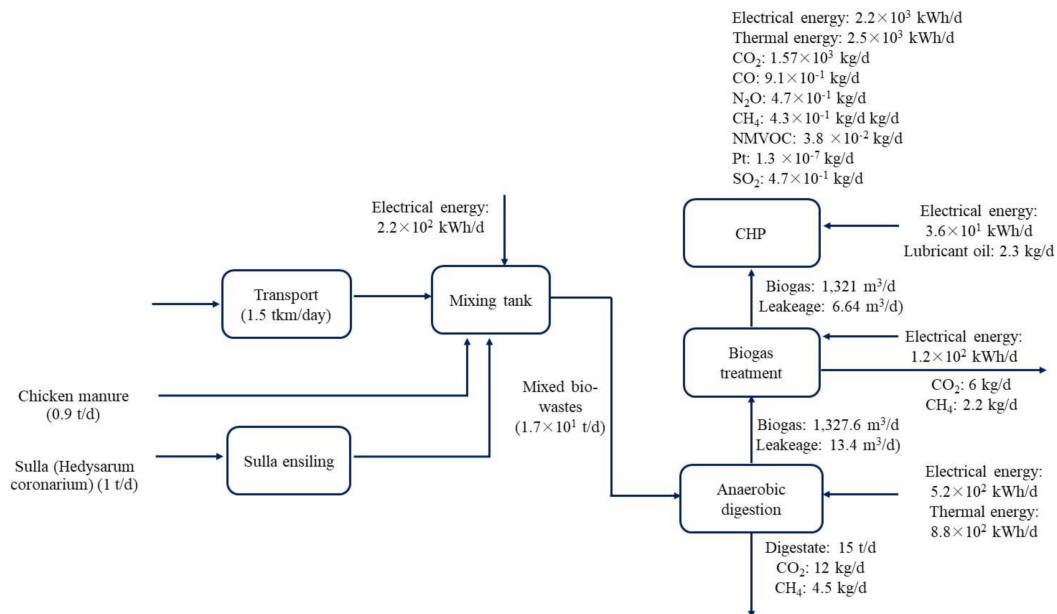 Electrical energy: 2.2×10³ kWh/d
Thermal energy: 2.5×10³ kWh/d
CO₂: 1.57×10³ kg/d
CO: 9.1×10⁻¹ kg/d
N₂O: 4.7×10⁻¹ kg/d
CH₄: 4.3×10⁻¹ kg/d kg/d
NMVOC: 3.8 ×10⁻² kg/d
Pt: 1.3 ×10⁻⁷ kg/d
SO₂: 4.7×10⁻¹ kg/d
Electrical energy:
2.2×10² kWh/d
CHP
Electrical energy:
3.6×10¹ kWh/d
Lubricant oil: 2.3 kg/d
Transport
(1.5 tkm/day)
Mixing tank
Biogas: 1,321 m³/d
Leakeage: 6.64 m³/d)
Biogas
treatment
Electrical energy:
1.2×10² kWh/d
CO₂: 6 kg/d
CH₄: 2.2 kg/d
Chicken manure
(0.9 t/d)
Mixed bio-
wastes
(1.7×10¹ t/d)
Biogas: 1,327.6 m³/d
Leakeage: 13.4 m³/d)
Sulla (Hedysarum
coronarium) (1 t/d)
Sulla ensiling
Anaerobic
digestion
Electrical energy:
5.2×10² kWh/d
Thermal energy:
8.8×10² kWh/d
Digestate: 15 t/d
CO₂: 12 kg/d
CH₄: 4.5 kg/d